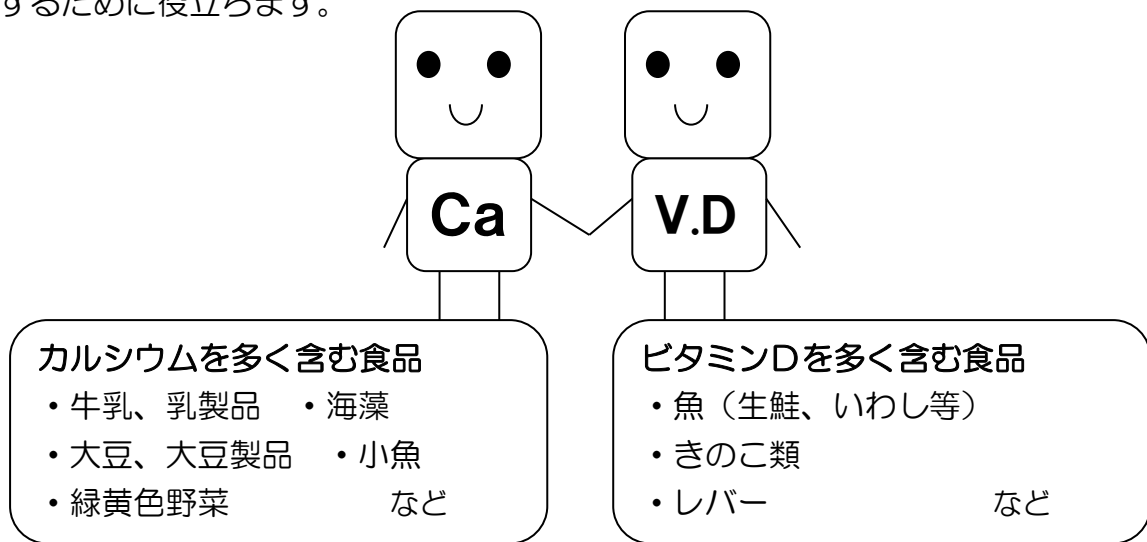 するために役立ちます。
Ca
V.D
カルシウムを多く含む食品
・牛乳、乳製品　・海藻
・大豆、大豆製品　・小魚
・緑黄色野菜　　　　　など
ビタミンDを多く含む食品
・魚（生鮭、いわし等）
・きのこ類
・レバー　　　　　　　など